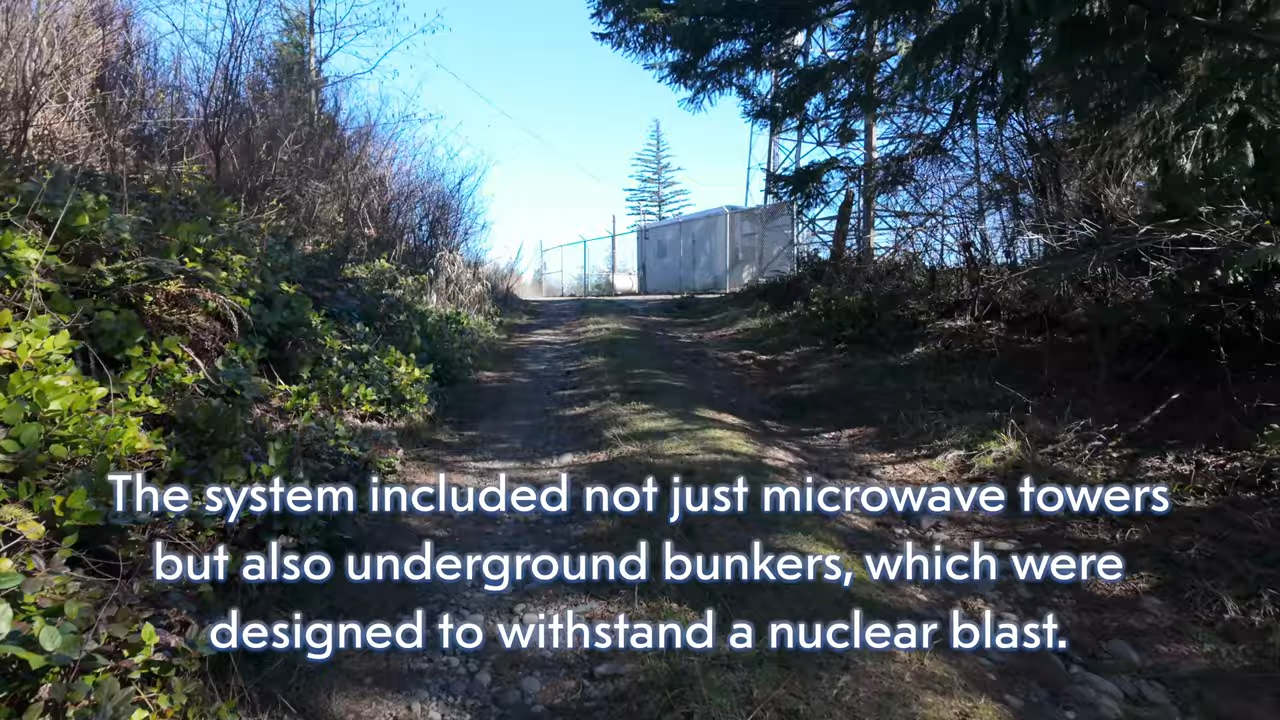 The system included not just microwave towers
but also underground bunkers, which were
designed to withstand a nuclear blast.